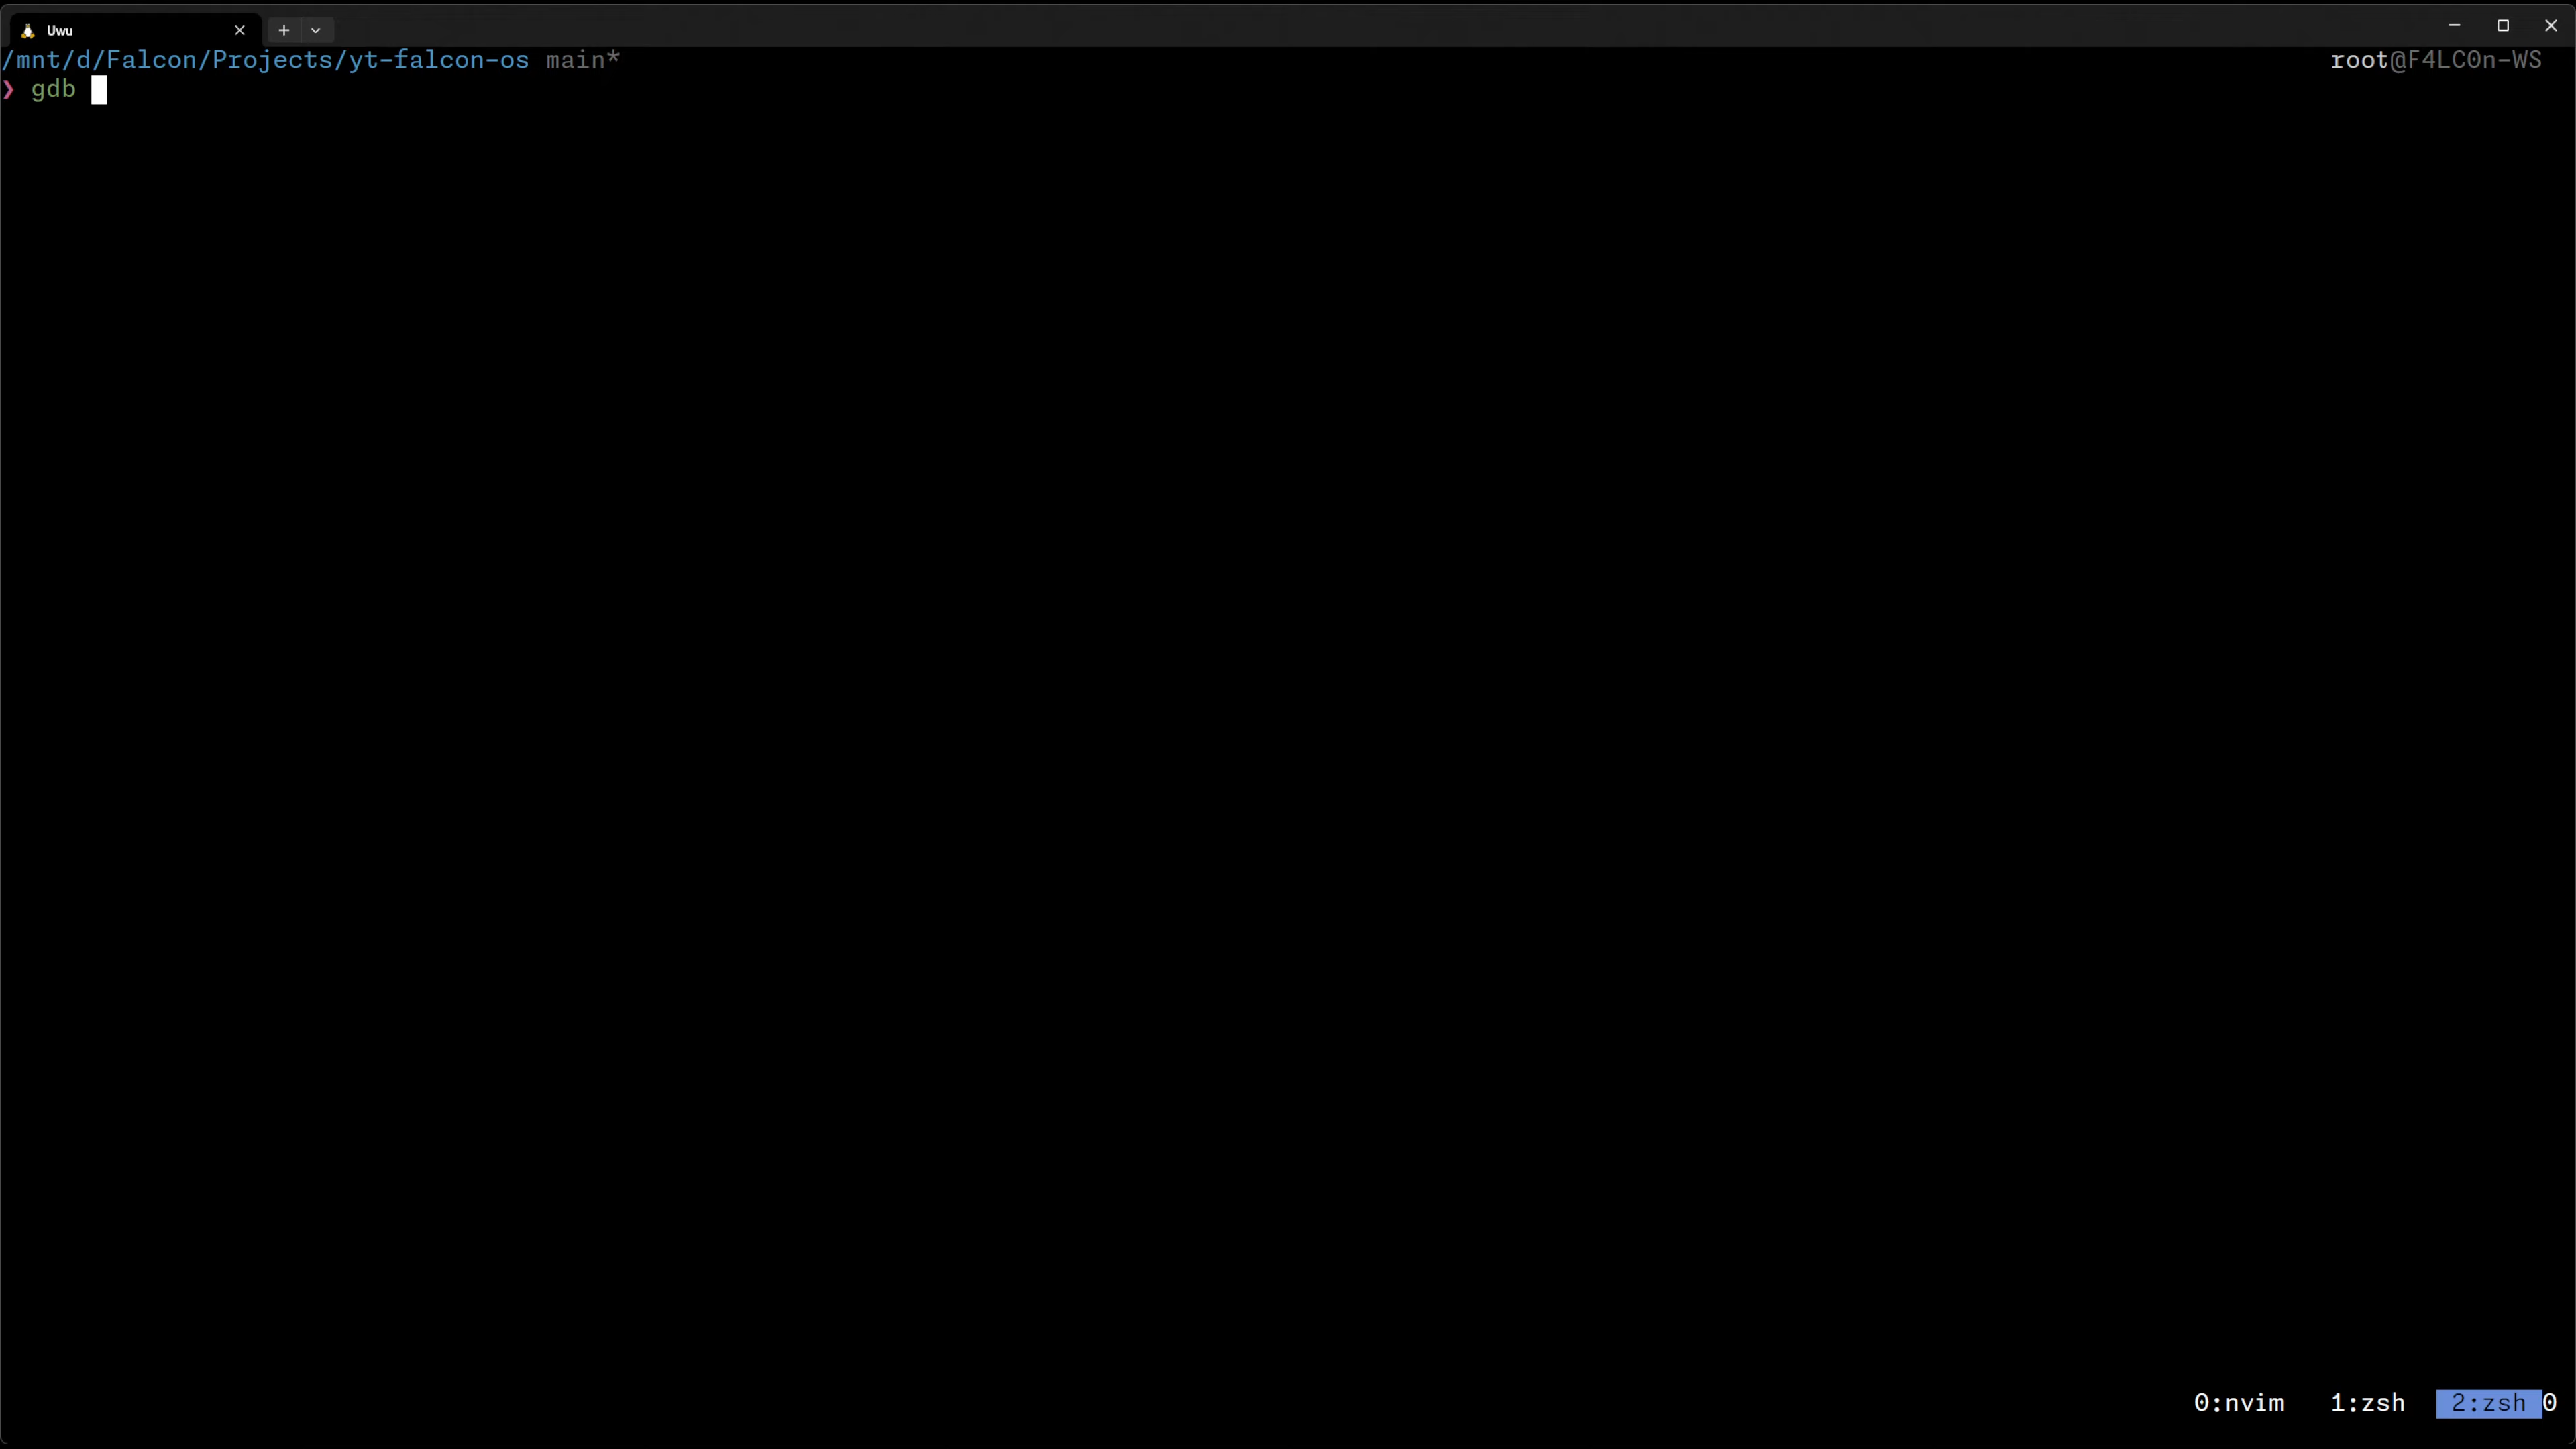 Uwu
/mnt/d/Falcon/Projects/yt-falcon-os main* root@F4LC0n-WS
❯ gdb
0:nvim 1:zsh 2:zsh 0